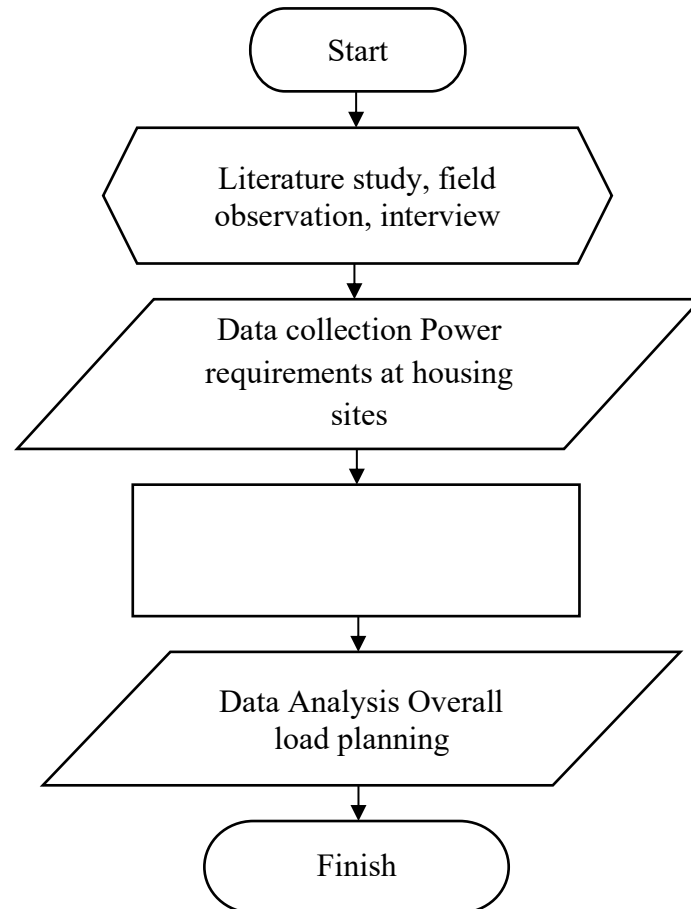 Start
Literature study, field
observation, interview
Data collection Power
requirements at housing
sites
Data Analysis Overall
load planning
Finish